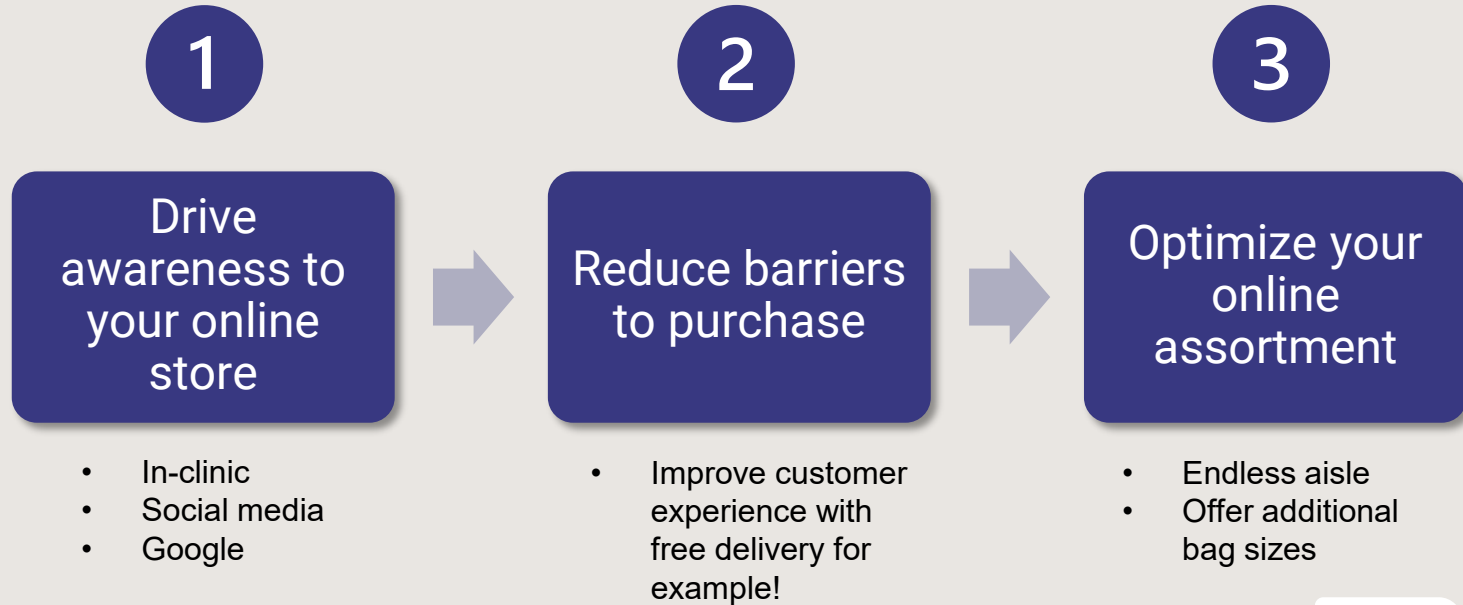 1
Drive
awareness to
your online
store
• In-clinic
• Social media
• Google
2
Reduce barriers
to purchase
• Improve customer
experience with
free delivery for
example!
3
Optimize your
online
assortment
• Endless aisle
• Offer additional
bag sizes